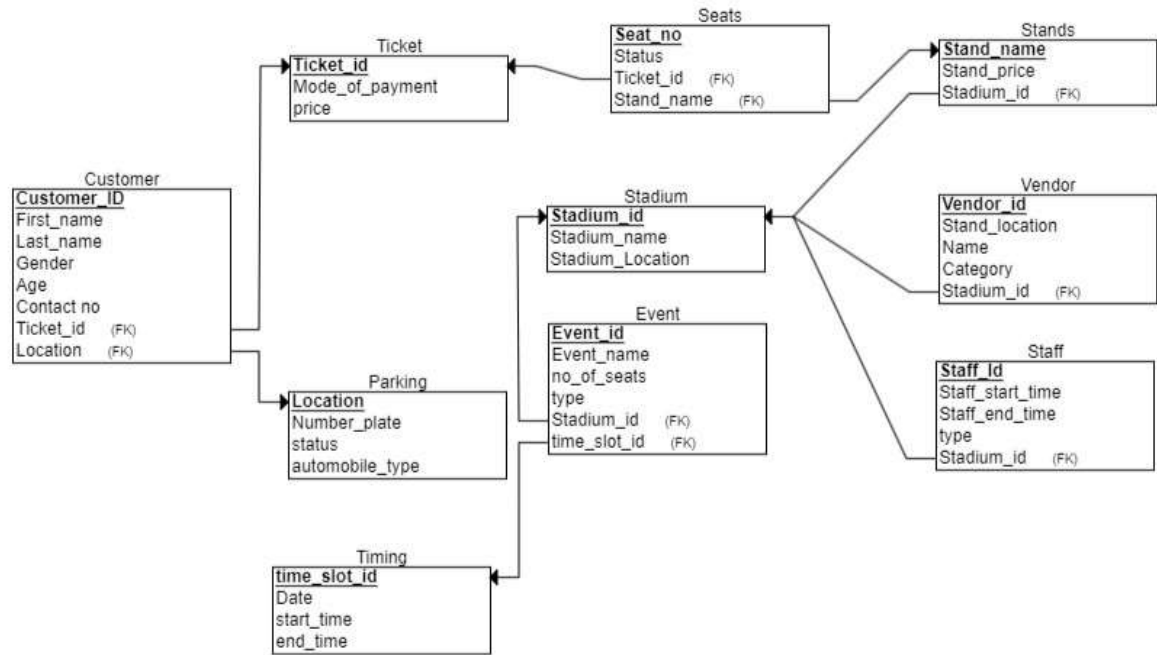 Seats
Seat_no
Status
Ticket_id (FK)
Stand_name (FK)
Stands
Stand_name
Stand_price
Stadium_id (FK)
Ticket
Ticket_id
Mode_of_payment
price
Customer
Customer_ID
First_name
Last_name
Gender
Age
Contact no
Ticket_id (FK)
Location (FK)
Stadium
Stadium_id
Stadium_name
Stadium_Location
Vendor
Vendor_id
Stand_location
Name
Category
Stadium_id (FK)
Event
Event_id
Event_name
no_of_seats
type
Stadium_id (FK)
time_slot_id (FK)
Staff
Staff_Id
Staff_start_time
Staff_end_time
type
Stadium_id (FK)
Parking
Location
Number_plate
status
automobile_type
Timing
time_slot_id
Date
start_time
end_time